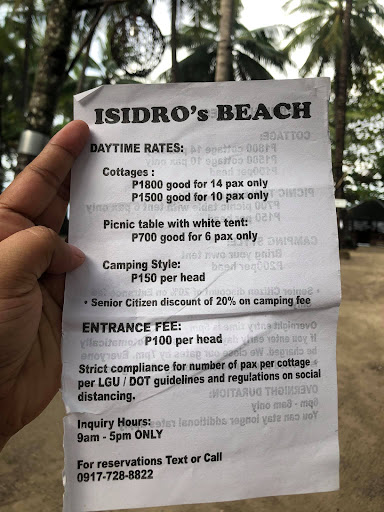 ISIDRO's BEACH
DAYTIME RATES:
Cottages :
P1800 good for 14 pax only
P1500 good for 10 pax only
Picnic table with white tent:
P700 good for 6 pax only
Camping Style:
P150 per head
• Senior Citizen discount of 20% on camping fee
ENTRANCE FEE:
P100 per head
Strict compliance for number of pax per cottage
per LGU / DOT guidelines and regulations on social
distancing.
Inquiry Hours:
9am - 5pm ONLY
For reservations Text or Call
0917-728-8822